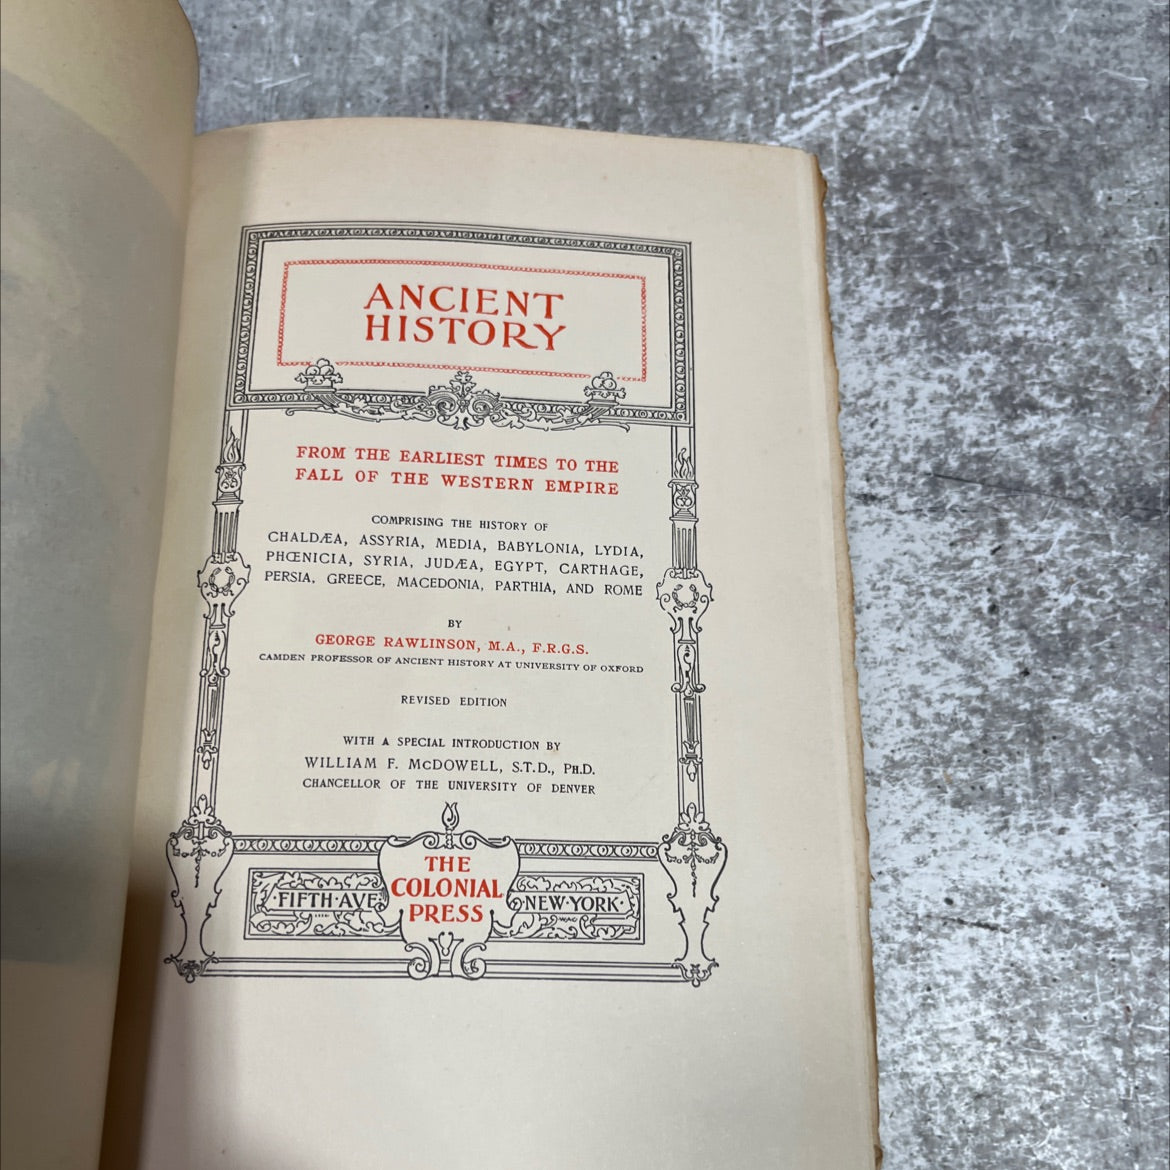 ANCIENT
HISTORY
FROM THE EARLIEST TIMES TO THE
FALL OF THE WESTERN EMPIRE
COMPRISING THE HISTORY OF
CHALDÆA, ASSYRIA, MEDIA, BABYLONIA, LYDIA,
PHŒNICIA, SYRIA, JUDÆA, EGYPT, CARTHAGE,
PERSIA, GREECE, MACEDONIA, PARTHIA, AND ROME
BY
GEORGE RAWLINSON, M.A., F.R.G.S.
CAMDEN PROFESSOR OF ANCIENT HISTORY AT UNIVERSITY OF OXFORD
REVISED EDITION
WITH A SPECIAL INTRODUCTION BY
WILLIAM F. McDOWELL, S.T.D., Ph.D.
CHANCELLOR OF THE UNIVERSITY OF DENVER
THE
COLONIAL
PRESS
·FIFTH·AVE·
·NEW·YORK·